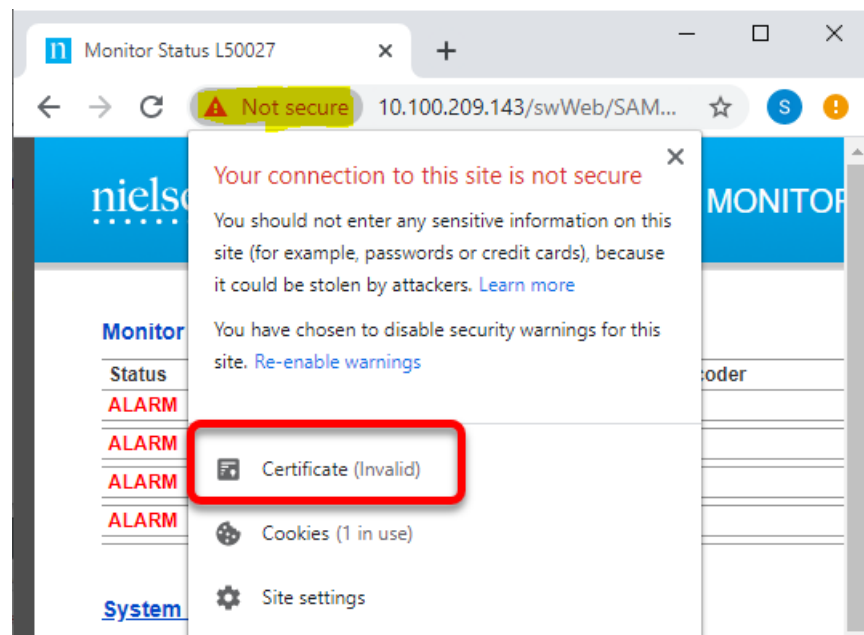 Monitor Status L50027
Not secure 10.100.209.143/swWeb/SAM... S
Your connection to this site is not secure
MONITOR
You should not enter any sensitive information on this
site (for example, passwords or credit cards), because
it could be stolen by attackers. Learn more
You have chosen to disable security warnings for this
site. Re-enable warnings
Monitor
Status
ALARM
ALARM
ALARM
ALARM
Certificate (Invalid)
Cookies (1 in use)
Site settings
System